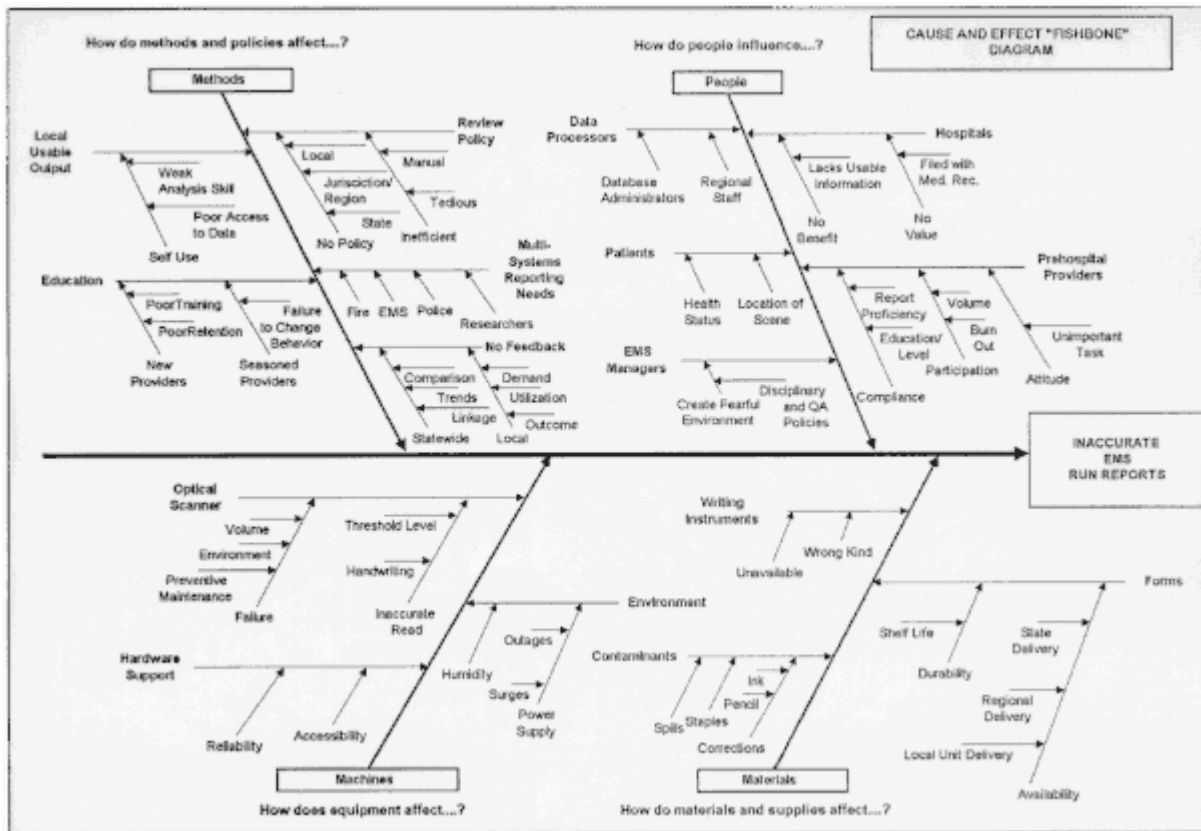 How do methods and policies affect....?
How do people influence....?
CAUSE AND EFFECT "FISHBONE"
DIAGRAM
Methods
People
Local
Usable
Output
Review
Policy
Data
Processors
Hospitals
Weak
Analysis Skill
Local
Manual
Lacks Usable
Information
Filed with
Med. Rec.
Jurisciction/
Region
Tedious
Database
Administrators
Regional
Staff
Poor Access
to Data
State
No Policy
Inefficient
No
Benefit
No
Value
Self Use
Multi-
Systems
Reporting
Needs
Patients
Prehospital
Providers
Education
PoorTraining
PoorRetention
Failure
to Change
Behavior
Fire
EMS
Police
Researchers
Health
Status
Location of
Scene
Report
Proficiency
Volume
Education/
Level
Burn
Out
Unimportant
Task
New
Providers
Seasoned
Providers
No Feedback
EMS
Managers
Participation
Attitude
Comparison
Demand
Trends
Utilization
Linkage
Outcome
Create Fearful
Environment
Disciplinary
and QA
Policies
Compliance
Statewide
Local
INACCURATE
EMS
RUN REPORTS
Optical
Scanner
Writing
Instruments
Volume
Threshold Level
Environment
Wrong Kind
Unavailable
Preventive
Maintenance
Handwriting
Failure
Inaccurate
Read
Environment
Forms
Outages
Shelf Life
State
Delivery
Hardware
Support
Humidity
Contaminants
Durability
Surges
Ink
Pencil
Regional
Delivery
Power
Supply
Spills
Staples
Reliability
Accessibility
Corrections
Local Unit Delivery
Machines
Materials
Availability
How does equipment affect....?
How do materials and supplies affect....?